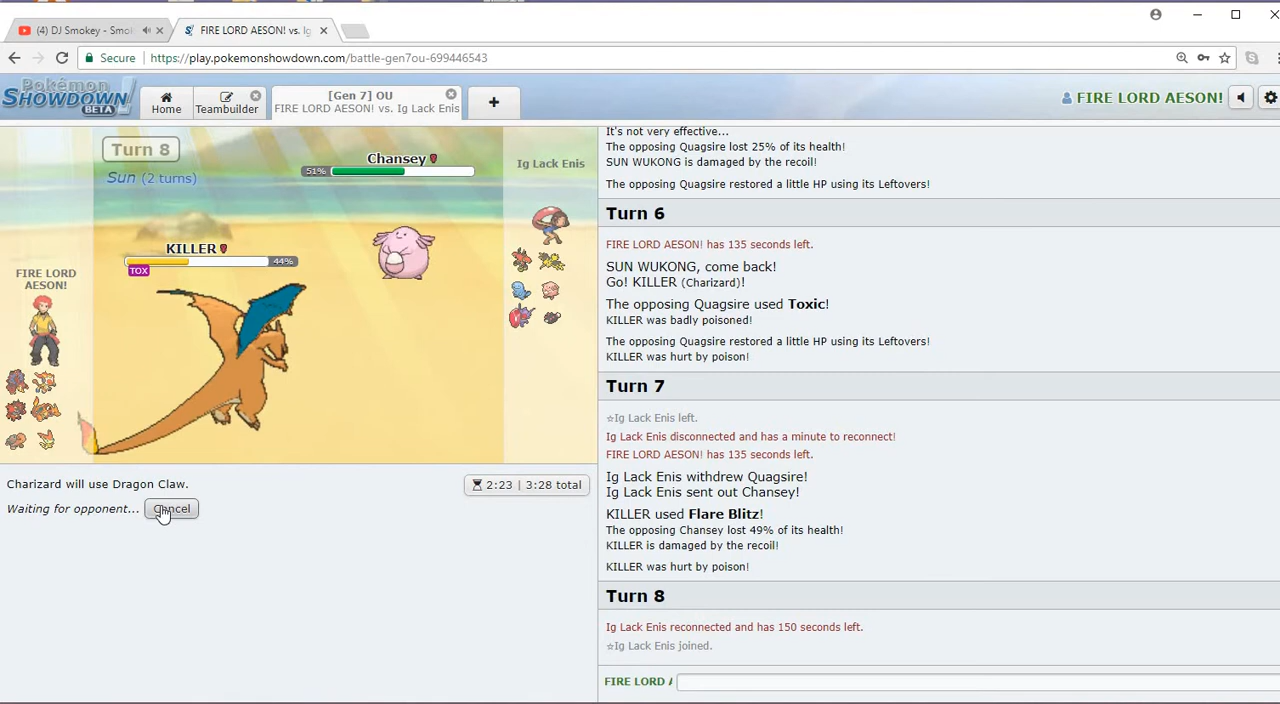 (4) DJ Smokey - Smo
FIRE LORD AESON! vs. Ig
Secure
https://play.pokemonshowdown.com/battle-gen7ou-699446543
Pokémon
SHOWDOWN
BETA
Home
Teambuilder
[Gen 7] OU
FIRE LORD AESON! vs. Ig Lack Enis
+
FIRE LORD AESON!
Turn 8
Sun (2 turns)
Chansey
51%
Ig Lack Enis
KILLER
44%
TOX
FIRE LORD
AESON!
Charizard will use Dragon Claw.
Waiting for opponent... Cancel
2:23 | 3:28 total
It's not very effective...
The opposing Quagsire lost 25% of its health!
SUN WUKONG is damaged by the recoil!
The opposing Quagsire restored a little HP using its Leftovers!
Turn 6
FIRE LORD AESON! has 135 seconds left.
SUN WUKONG, come back!
Go! KILLER (Charizard)!
The opposing Quagsire used Toxic!
KILLER was badly poisoned!
The opposing Quagsire restored a little HP using its Leftovers!
KILLER was hurt by poison!
Turn 7
☆Ig Lack Enis left.
Ig Lack Enis disconnected and has a minute to reconnect!
FIRE LORD AESON! has 135 seconds left.
Ig Lack Enis withdrew Quagsire!
Ig Lack Enis sent out Chansey!
KILLER used Flare Blitz!
The opposing Chansey lost 49% of its health!
KILLER is damaged by the recoil!
KILLER was hurt by poison!
Turn 8
Ig Lack Enis reconnected and has 150 seconds left.
☆Ig Lack Enis joined.
FIRE LORD A